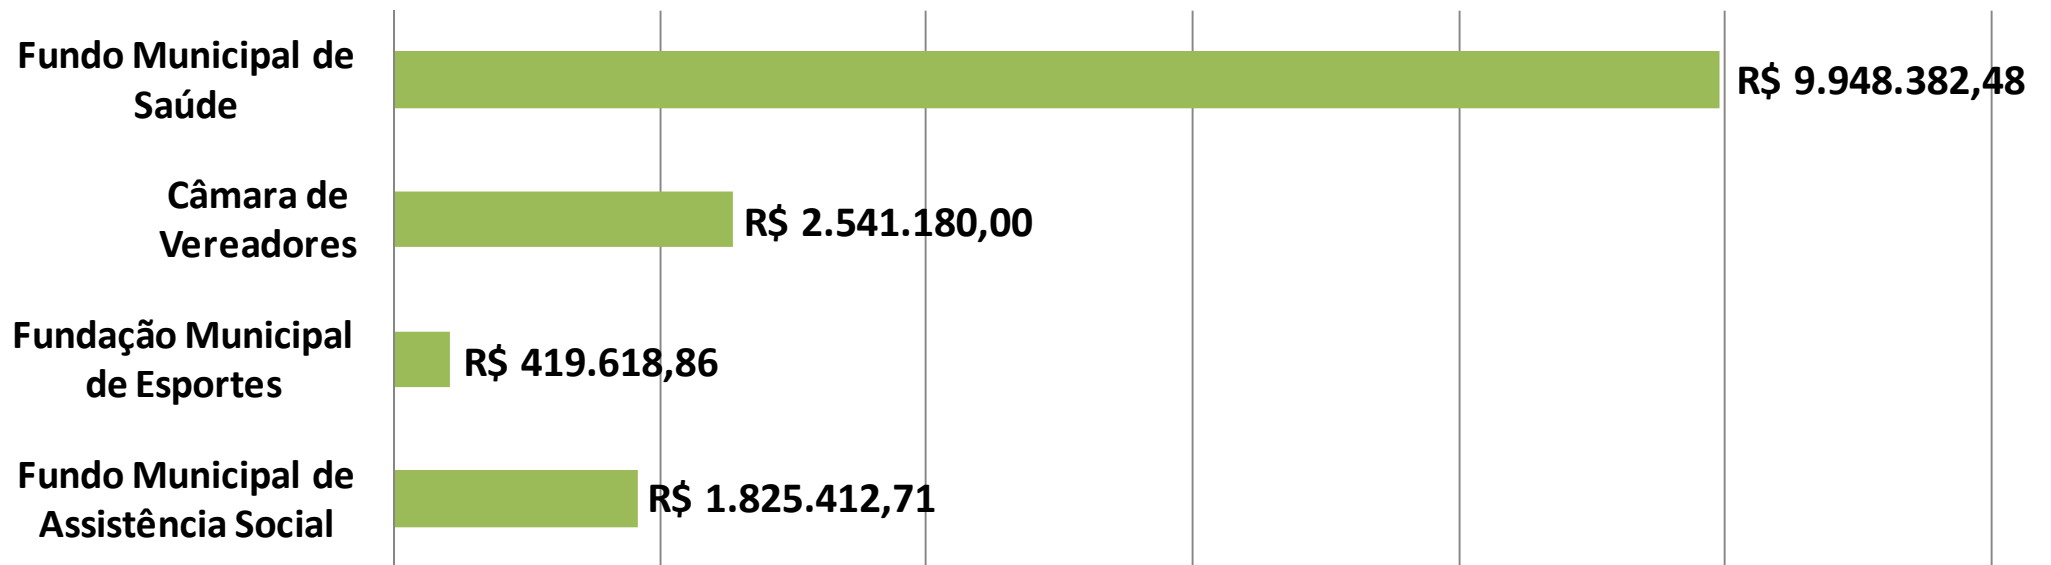 Fundo Municipal de
Saúde
R$ 9.948.382,48
Câmara de
Vereadores
R$ 2.541.180,00
Fundação Municipal
de Esportes
R$ 419.618,86
Fundo Municipal de
Assistência Social
R$ 1.825.412,71